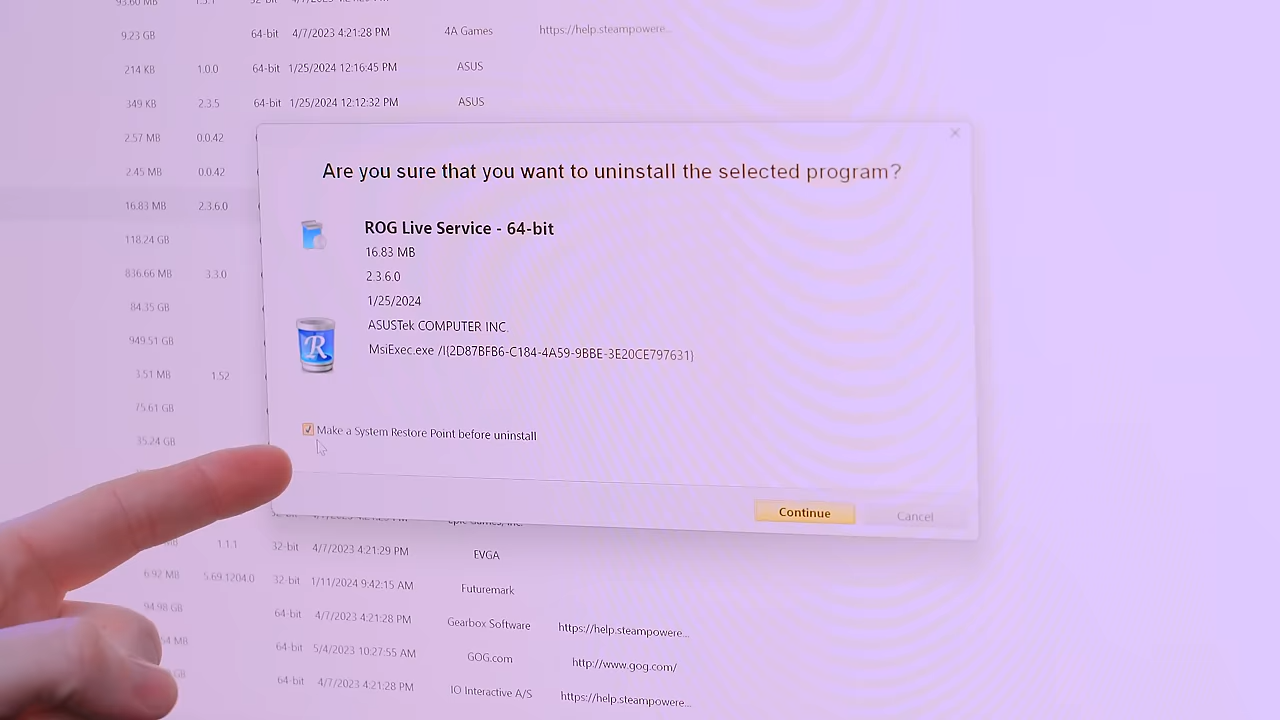 93.60 MB 1.5.1 32-bit
9.23 GB 64-bit 4/7/2023 4:21:28 PM 4A Games https://help.steampowere...
214 KB 1.0.0 64-bit 1/25/2024 12:16:45 PM ASUS
349 KB 2.3.5 64-bit 1/25/2024 12:12:32 PM ASUS
2.57 MB 0.0.42
2.45 MB 0.0.42
16.83 MB 2.3.6.0
118.24 GB
836.66 MB 3.3.0
84.35 GB
949.51 GB
3.51 MB 1.52
75.61 GB
35.24 GB
Are you sure that you want to uninstall the selected program?
ROG Live Service - 64-bit
16.83 MB
2.3.6.0
1/25/2024
ASUSTek COMPUTER INC.
R
MsiExec.exe /I{2D87BFB6-C184-4A59-9BBE-3E20CE797631}
Make a System Restore Point before uninstall
Continue Cancel
1.1.1 32-bit 4/7/2023 4:21:29 PM EVGA
6.92 MB 5.69.1204.0 32-bit 1/11/2024 9:42:15 AM Futuremark
94.98 GB 64-bit 4/7/2023 4:21:28 PM Gearbox Software https://help.steampowere...
64-bit 5/4/2023 10:27:55 AM GOG.com http://www.gog.com/
64-bit 4/7/2023 4:21:28 PM IO Interactive A/S https://help.steampowere...